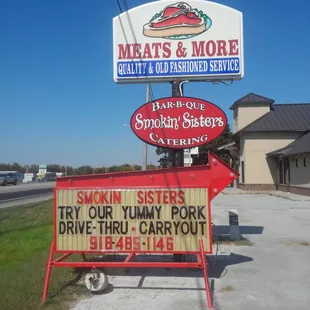 MEATS & MORE
QUALITY & OLD FASHIONED SERVICE
BAR-B-QUE
Smokin' Sisters
CATERING
SMOKIN SISTERS
TRY OUR YUMMY PORK
DRIVE-THRU-CARRYOUT
918-485-1146